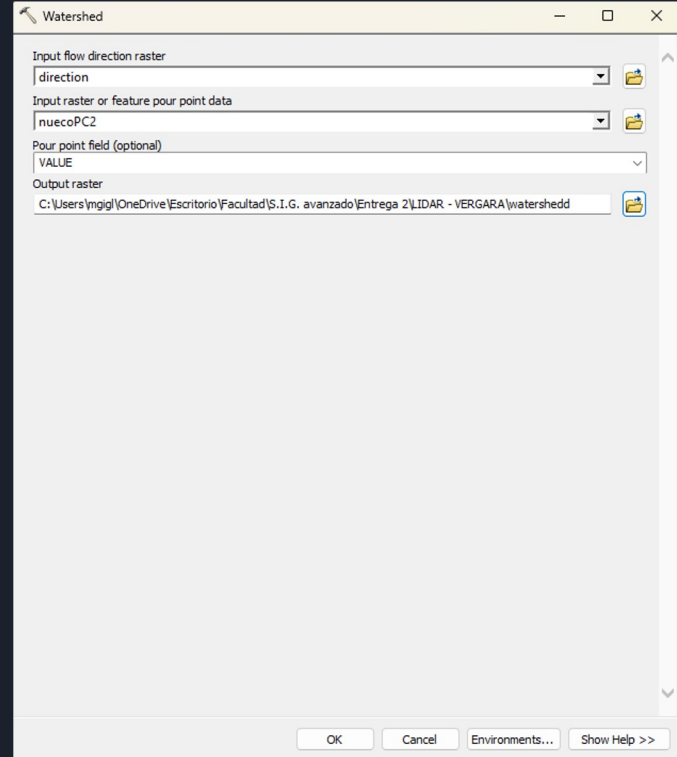 Watershed
Input flow direction raster
direction
Input raster or feature pour point data
nuecoPC2
Pour point field (optional)
VALUE
Output raster
C:\Users\mgigl\OneDrive\Escritorio\Facultad\S.I.G. avanzado\Entrega 2\LIDAR - VERGARA\watershedd
OK Cancel Environments... Show Help >>